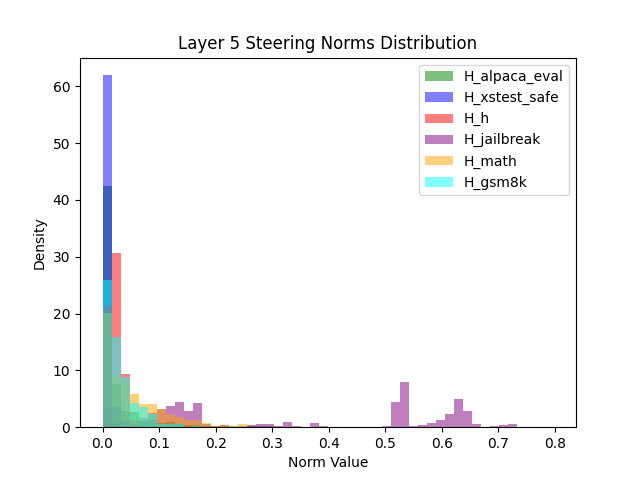 Layer 5 Steering Norms Distribution
H_alpaca_eval
H_xstest_safe
H_h
H_jailbreak
H_math
H_gsm8k
Density
60
50
40
30
20
10
0
0.0 0.1 0.2 0.3 0.4 0.5 0.6 0.7 0.8
Norm Value